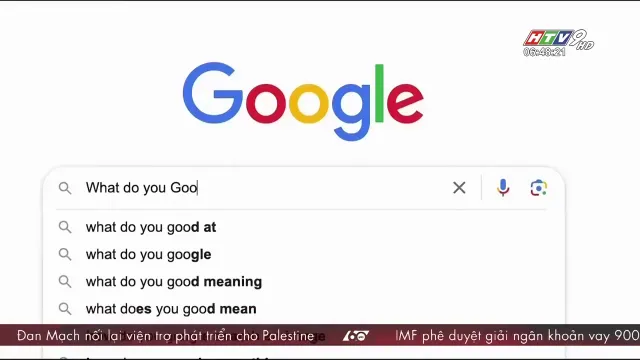 HTV9 HD
06:48:21
Google
What do you Goo
what do you good at
what do you google
what do you good meaning
what does you good mean
Đan Mạch nối lại viện trợ phát triển cho Palestine 60 IMF phê duyệt giải ngân khoản vay 900